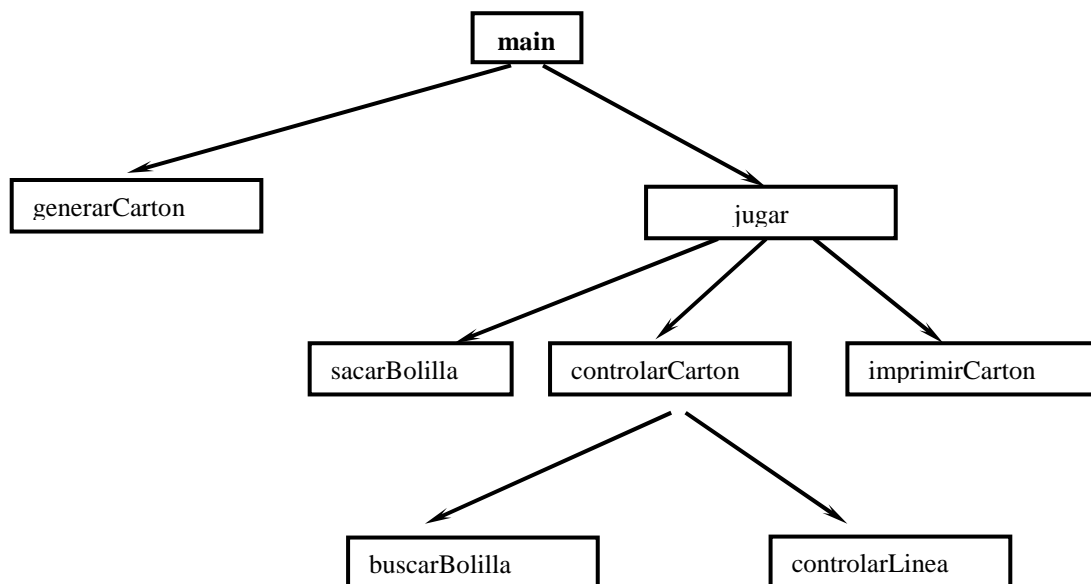 main
generarCarton
jugar
sacarBolilla
controlarCarton
imprimirCarton
buscarBolilla
controlarLinea